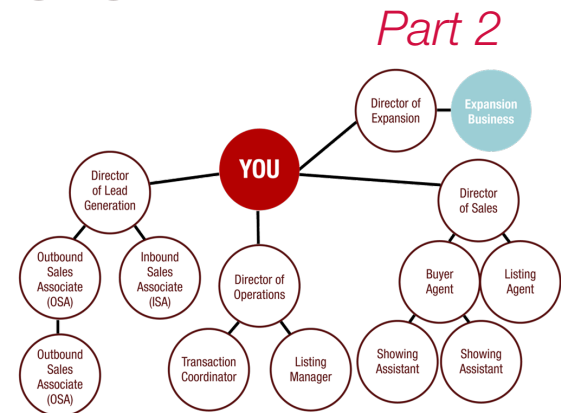 Part 2
Director of
Expansion
Expansion
Business
YOU
Director
of Lead
Generation
Director
of Sales
Outbound
Sales
Associate
(OSA)
Inbound
Sales
Associate
(ISA)
Director of
Operations
Buyer
Agent
Listing
Agent
Outbound
Sales
Associate
(OSA)
Transaction
Coordinator
Listing
Manager
Showing
Assistant
Showing
Assistant